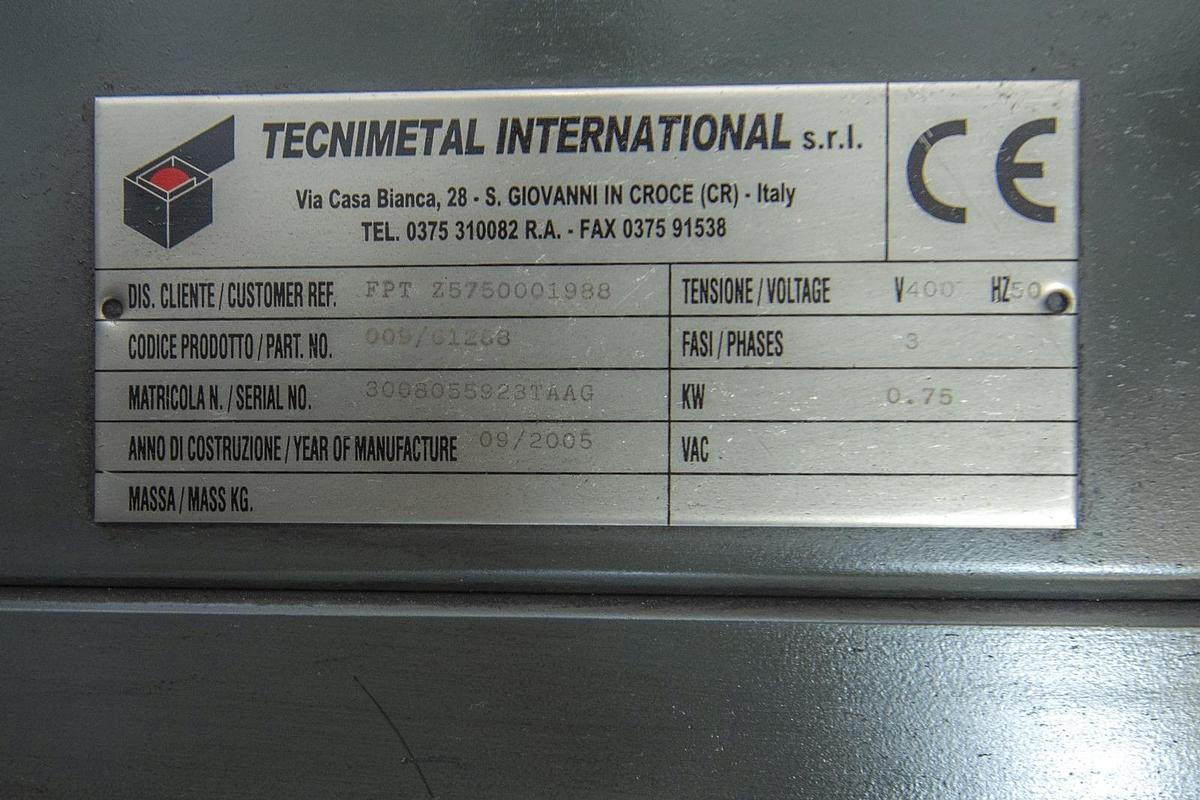 TECNIMETAL INTERNATIONAL s.r.l.
Via Casa Bianca, 28 - S. GIOVANNI IN CROCE (CR) - Italy
TEL. 0375 310082 R.A. - FAX 0375 91538
CE
DIS. CLIENTE / CUSTOMER REF. FPT Z5750001988
TENSIONE / VOLTAGE V400 HZ50
CODICE PRODOTTO / PART. NO.
FASI / PHASES 3
MATRICOLA N. / SERIAL NO. 3008055923TAAG
KW 0.75
ANNO DI COSTRUZIONE / YEAR OF MANUFACTURE 09/2005
VAC
MASSA / MASS KG.